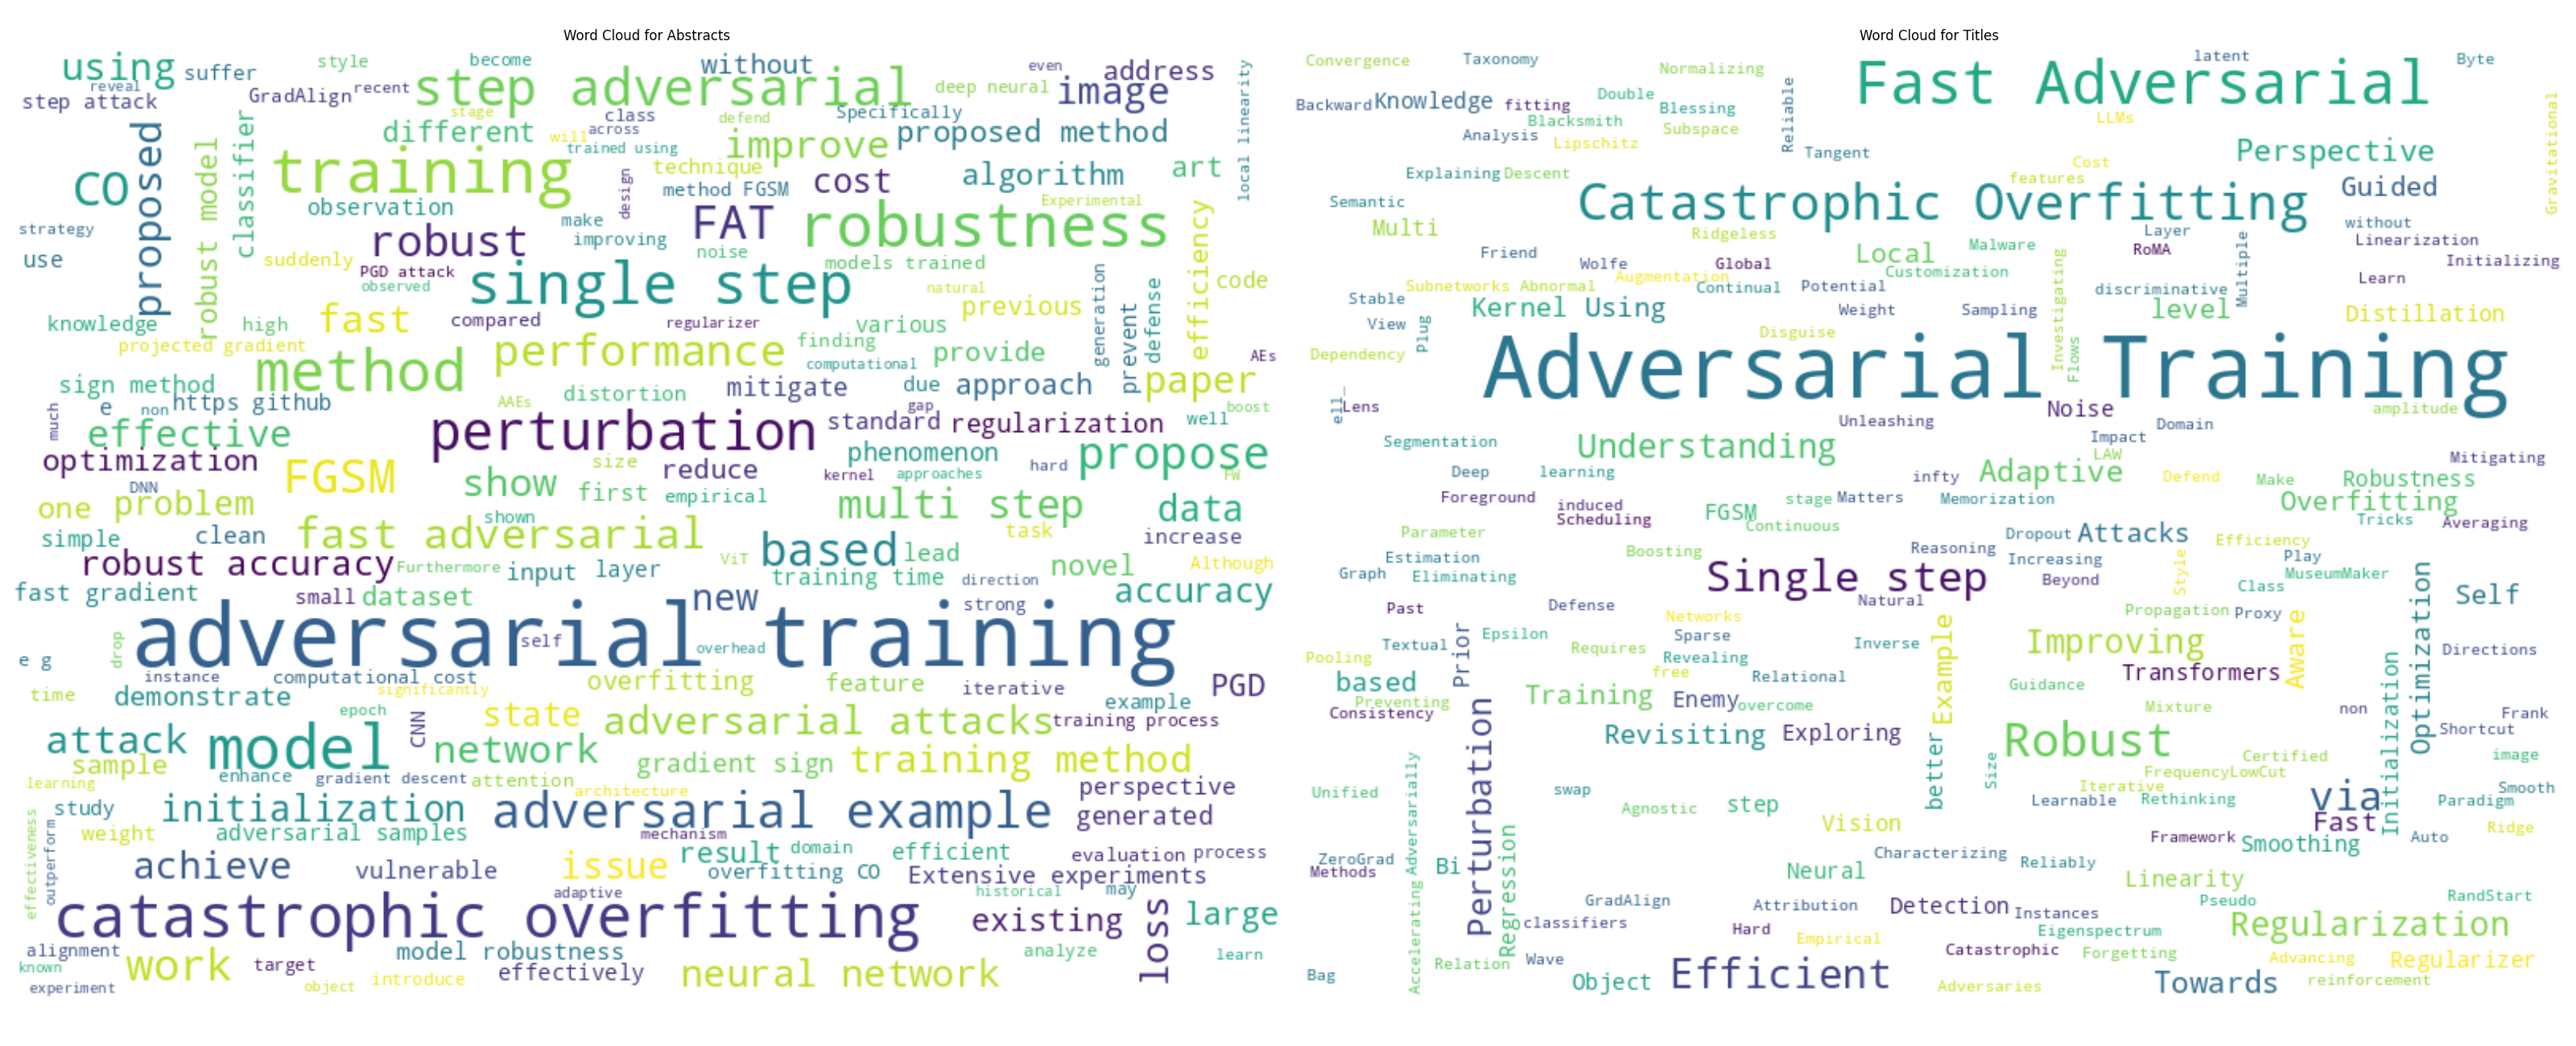 Word Cloud for Abstracts
using
suffer
style
become
without
even
address
reveal
step attack
GradAlign
recent
step adversarial
deep neural
image
local linearity
stage
class
defend
Specifically
different
will
across
improve
proposed method
proposed
robust model
classifier
trained using
training
technique
algorithm
art
CO
design
method FGSM
cost
Experimental
observation
make
FAT
robustness
efficiency
strategy
robust
improving
noise
use
suddenly
PGD attack
models trained
observed
single step
natural
code
generation
defense
prevent
previous
knowledge
high
fast
compared
regularizer
various
projected gradient
method
performance
finding
computational
provide
AEs
sign method
distortion
mitigate
due
approach
paper
much
e
non
https github
AAEs
gap
boost
effective
perturbation
standard
regularization
well
optimization
FGSM
size
reduce
phenomenon
hard
propose
DNN
show
first
empirical
kernel
approaches
FW
one
problem
multi step
data
simple
clean
fast adversarial
shown
task
increase
robust accuracy
Furthermore
input layer
ViT
based
lead
training time
direction
novel
Although
fast gradient
small
dataset
new
strong
accuracy
drop
adversarial training
self
overhead
e g
instance
computational cost
significantly
overfitting
feature
iterative
PGD
time
demonstrate
epoch
CNN
state
adversarial attacks
example
training process
attack
model
network
sample
enhance
gradient descent
attention
gradient sign
training method
learning
architecture
perspective
effectiveness
outperform
study
initialization
adversarial example
generated
weight
adversarial samples
mechanism
result
domain
efficient
evaluation
process
achieve
vulnerable
issue
overfitting CO
Extensive experiments
adaptive
historical
may
catastrophic overfitting
existing
loss
large
alignment
model robustness
analyze
learn
known
work
target
effectively
neural network
experiment
object
introduce
Word Cloud for Titles
Convergence
Taxonomy
Normalizing
latent
Byte
Backward
Knowledge
fitting
Double
Blessing
Reliable
Fast Adversarial
Gravitational
Blacksmith
Subspace
LLMs
Analysis
Lipschitz
Tangent
Perspective
Cost
Explaining
Descent
features
Guided
Semantic
Catastrophic Overfitting
Multi
Ridgeless
without
Layer
Linearization
Friend
Local
Malware
RoMA
Multiple
Wolfe
Global
Customization
Investigating
Initializing
Augmentation
Learn
Subnetworks
Abnormal
Continual
Potential
discriminative
Stable
Kernel Using
Weight
Sampling
level
Distillation
View
Plug
Disguise
Flows
Dependency
Adversarial Training
ell_
Lens
Noise
amplitude
Unleashing
Domain
Segmentation
Understanding
Impact
LAW
Mitigating
Deep
learning
infty
Adaptive
Defend
Make
Robustness
Foreground
induced
stage
Matters
Memorization
Overfitting
Scheduling
FGSM
Continuous
Tricks
Averaging
Parameter
Dropout
Attacks
Efficiency
Estimation
Boosting
Reasoning
Increasing
Play
Graph
Eliminating
Single step
Beyond
Style
MuseumMaker
Class
Optimization
Self
Past
Defense
Natural
Propagation
Proxy
Networks
Textual
Prior
Epsilon
Sparse
Inverse
Example
Improving
Aware
Directions
Pooling
Requires
Revealing
free
Relational
Transformers
based
Guidance
Initialization
Preventing
Training
Enemy
overcome
Mixture
non
Frank
Consistency
Perturbation
Revisiting
Exploring
better
Robust
Shortcut
Certified
image
Size
FrequencyLowCut
Unified
Adversarially
swap
Agnostic
step
Iterative
Learnable
Rethinking
via
Smooth
Paradigm
Vision
Fast
Framework
Auto
Ridge
Smoothing
Regression
ZeroGrad
Methods
Bi
Characterizing
Reliably
Neural
Linearity
Accelerating
GradAlign
Attribution
Detection
Instances
Pseudo
RandStart
classifiers
Hard
Empirical
Eigenspectrum
Regularization
Catastrophic
Forgetting
Relation
Wave
Advancing
Regularizer
Bag
Object
Efficient
Adversaries
Towards
reinforcement